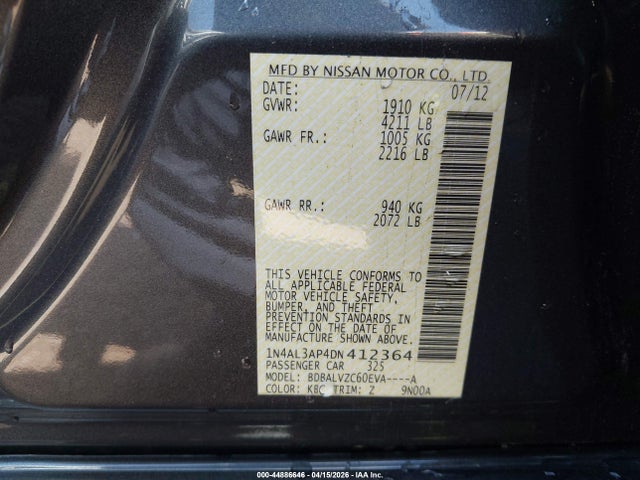 MFD BY NISSAN MOTOR CO., LTD.
DATE: 07/12
GVWR: 1910 KG
4211 LB
GAWR FR.: 1005 KG
2216 LB
GAWR RR.: 940 KG
2072 LB
THIS VEHICLE CONFORMS TO
ALL APPLICABLE FEDERAL
MOTOR VEHICLE SAFETY,
BUMPER, AND THEFT
PREVENTION STANDARDS IN
EFFECT ON THE DATE OF
MANUFACTURE SHOWN ABOVE.
1N4AL3AP4DN412364
PASSENGER CAR 325
MODEL: BDBALVZC60EVA----A
COLOR: KBC TRIM: Z 9N00A
000-44886646 - 04/15/2026 - IAA Inc.